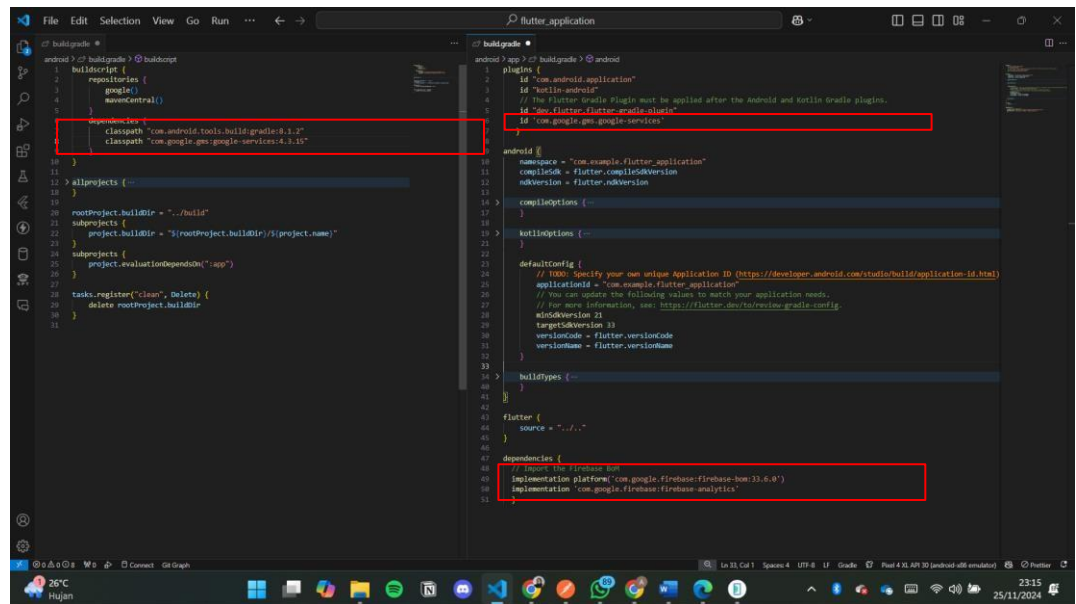 File Edit Selection View Go Run ··· ← → flutter_application
build.gradle ● ···
android > build.gradle > buildscript
1 buildscript {
2 repositories {
3 google()
4 mavenCentral()
5 }
6 dependencies {
7 classpath "com.android.tools.build:gradle:8.1.2"
8 classpath "com.google.gms:google-services:4.3.15"
9 }
10 }
11
12 > allprojects { ···
18 }
19
20 rootProject.buildDir = "../build"
21 subprojects {
22 project.buildDir = "${rootProject.buildDir}/${project.name}"
23 }
24 subprojects {
25 project.evaluationDependsOn(":app")
26 }
27
28 tasks.register("clean", Delete) {
29 delete rootProject.buildDir
30 }
31
build.gradle ● ···
android > app > build.gradle > android
1 plugins {
2 id "com.android.application"
3 id "kotlin-android"
4 // The Flutter Gradle Plugin must be applied after the Android and Kotlin Gradle plugins.
5 id "dev.flutter.flutter-gradle-plugin"
6 id 'com.google.gms.google-services'
7 }
8
9 android {
10 namespace = "com.example.flutter_application"
11 compileSdk = flutter.compileSdkVersion
12 ndkVersion = flutter.ndkVersion
13
14 > compileOptions { ···
17 }
18
19 > kotlinOptions { ···
21 }
22
23 defaultConfig {
24 // TODO: Specify your own unique Application ID (https://developer.android.com/studio/build/application-id.html)
25 applicationId = "com.example.flutter_application"
26 // You can update the following values to match your application needs.
27 // For more information, see: https://flutter.dev/to/review-gradle-config.
28 minSdkVersion 21
29 targetSdkVersion 33
30 versionCode = flutter.versionCode
31 versionName = flutter.versionName
32 }
33
34 > buildTypes { ···
40 }
41 }
42
43 flutter {
44 source = "../.."
45 }
46
47 dependencies {
48 // Import the Firebase BoM
49 implementation platform('com.google.firebase:firebase-bom:33.6.0')
50 implementation 'com.google.firebase:firebase-analytics'
51 }
0 0 8 0 Connect Git Graph Ln 33, Col 1 Spaces: 4 UTF-8 LF Gradle Pixel 4 XL API 30 (android-x86 emulator) Prettier
1 26°C
Hujan
89
23:15
25/11/2024